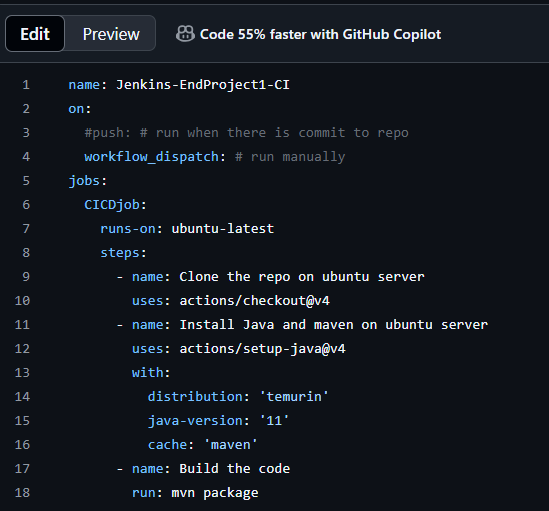 Edit Preview Code 55% faster with GitHub Copilot
1 name: Jenkins-EndProject1-CI
2 on:
3 #push: # run when there is commit to repo
4 workflow_dispatch: # run manually
5 jobs:
6 CICDjob:
7 runs-on: ubuntu-latest
8 steps:
9 - name: Clone the repo on ubuntu server
10 uses: actions/checkout@v4
11 - name: Install Java and maven on ubuntu server
12 uses: actions/setup-java@v4
13 with:
14 distribution: 'temurin'
15 java-version: '11'
16 cache: 'maven'
17 - name: Build the code
18 run: mvn package